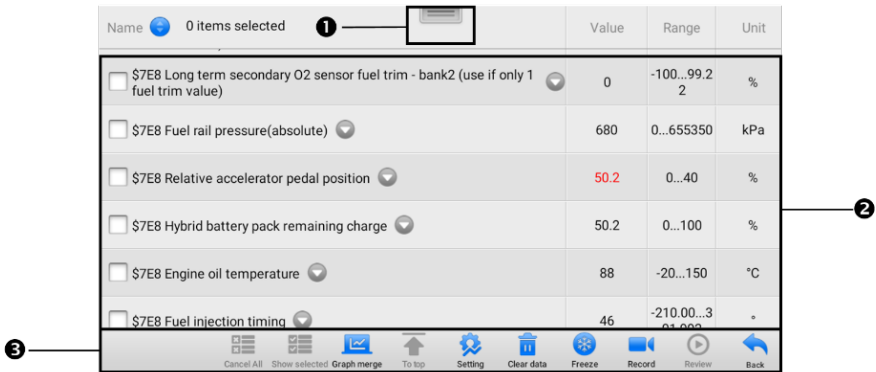 Name 0 items selected ❶ Value Range Unit
$7E8 Long term secondary O2 sensor fuel trim - bank2 (use if only 1
fuel trim value) 0 -100...99.2
2 %
$7E8 Fuel rail pressure(absolute) 680 0...655350 kPa
$7E8 Relative accelerator pedal position 50.2 0...40 %
❷
$7E8 Hybrid battery pack remaining charge 50.2 0...100 %
$7E8 Engine oil temperature 88 -20...150 °C
$7E8 Fuel injection timing 46 -210.00...3 °
❸
Cancel All Show selected Graph merge To top Setting Clear data Freeze Record Review Back